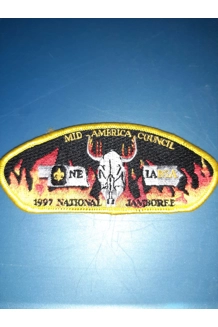 MID AMERICA COUNCIL
NE IA
1997 NATIONAL JAMBOREE